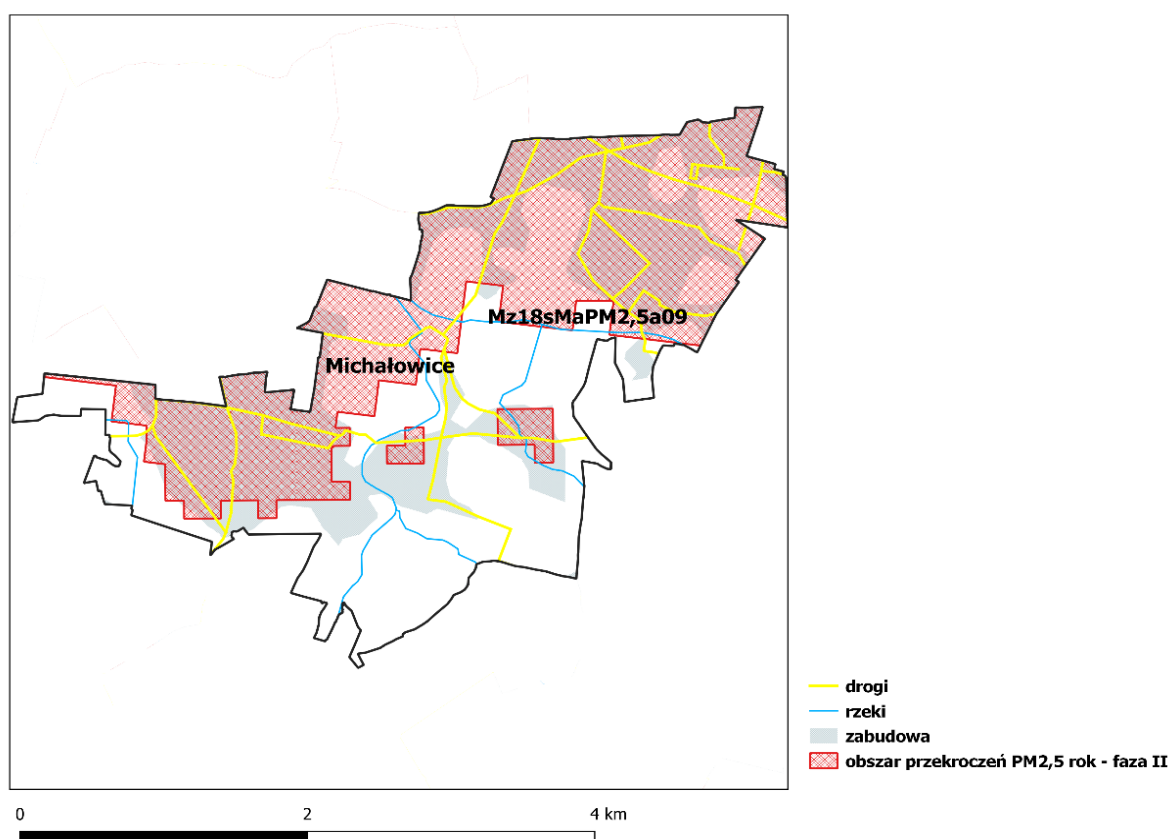 Mz18sMaPM2,5a09
Michałowice
drogi
rzeki
zabudowa
obszar przekroczeń PM2,5 rok - faza II
0 2 4 km